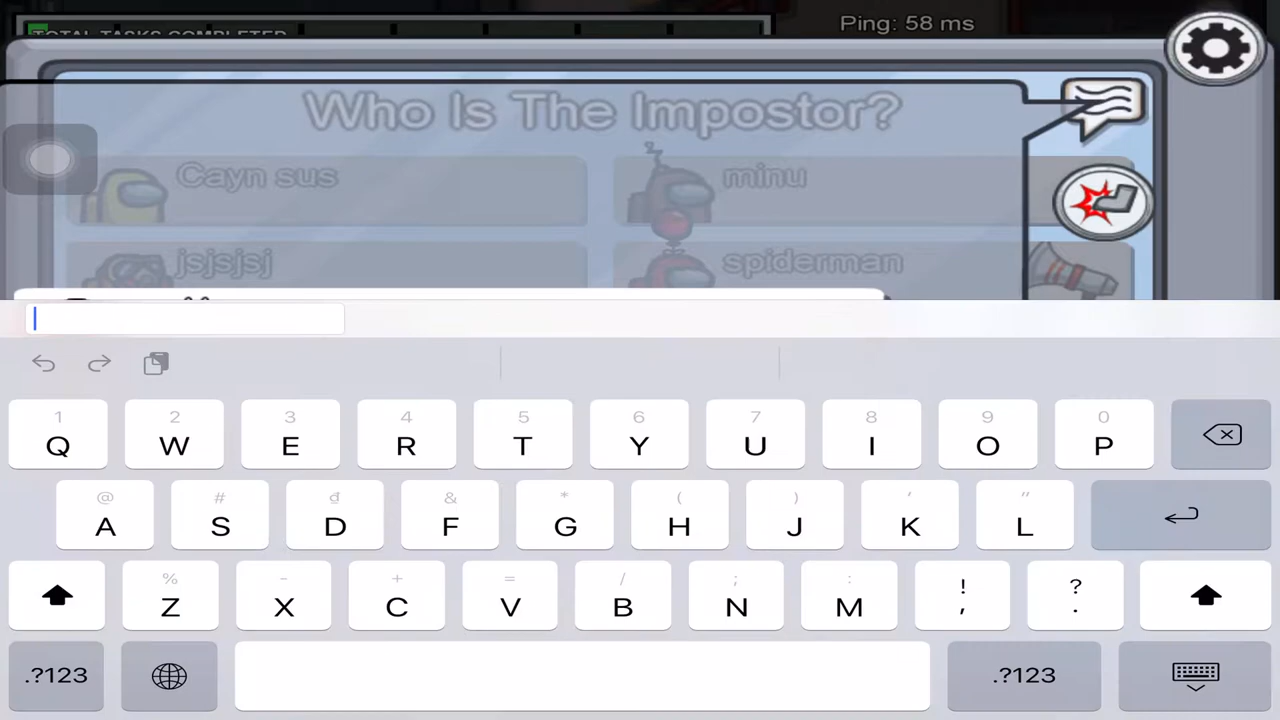 TOTAL TASKS COMPLETED
Ping: 58 ms
Who Is The Impostor?
Cayn sus
minu
jsjsjsj
spiderman
1 2 3 4 5 6 7 8 9 0
Q W E R T Y U I O P
@ # ₫ & * ( ) ‘ "
A S D F G H J K L
% - + = / ; : ! ?
Z X C V B N M , .
.?123 .?123